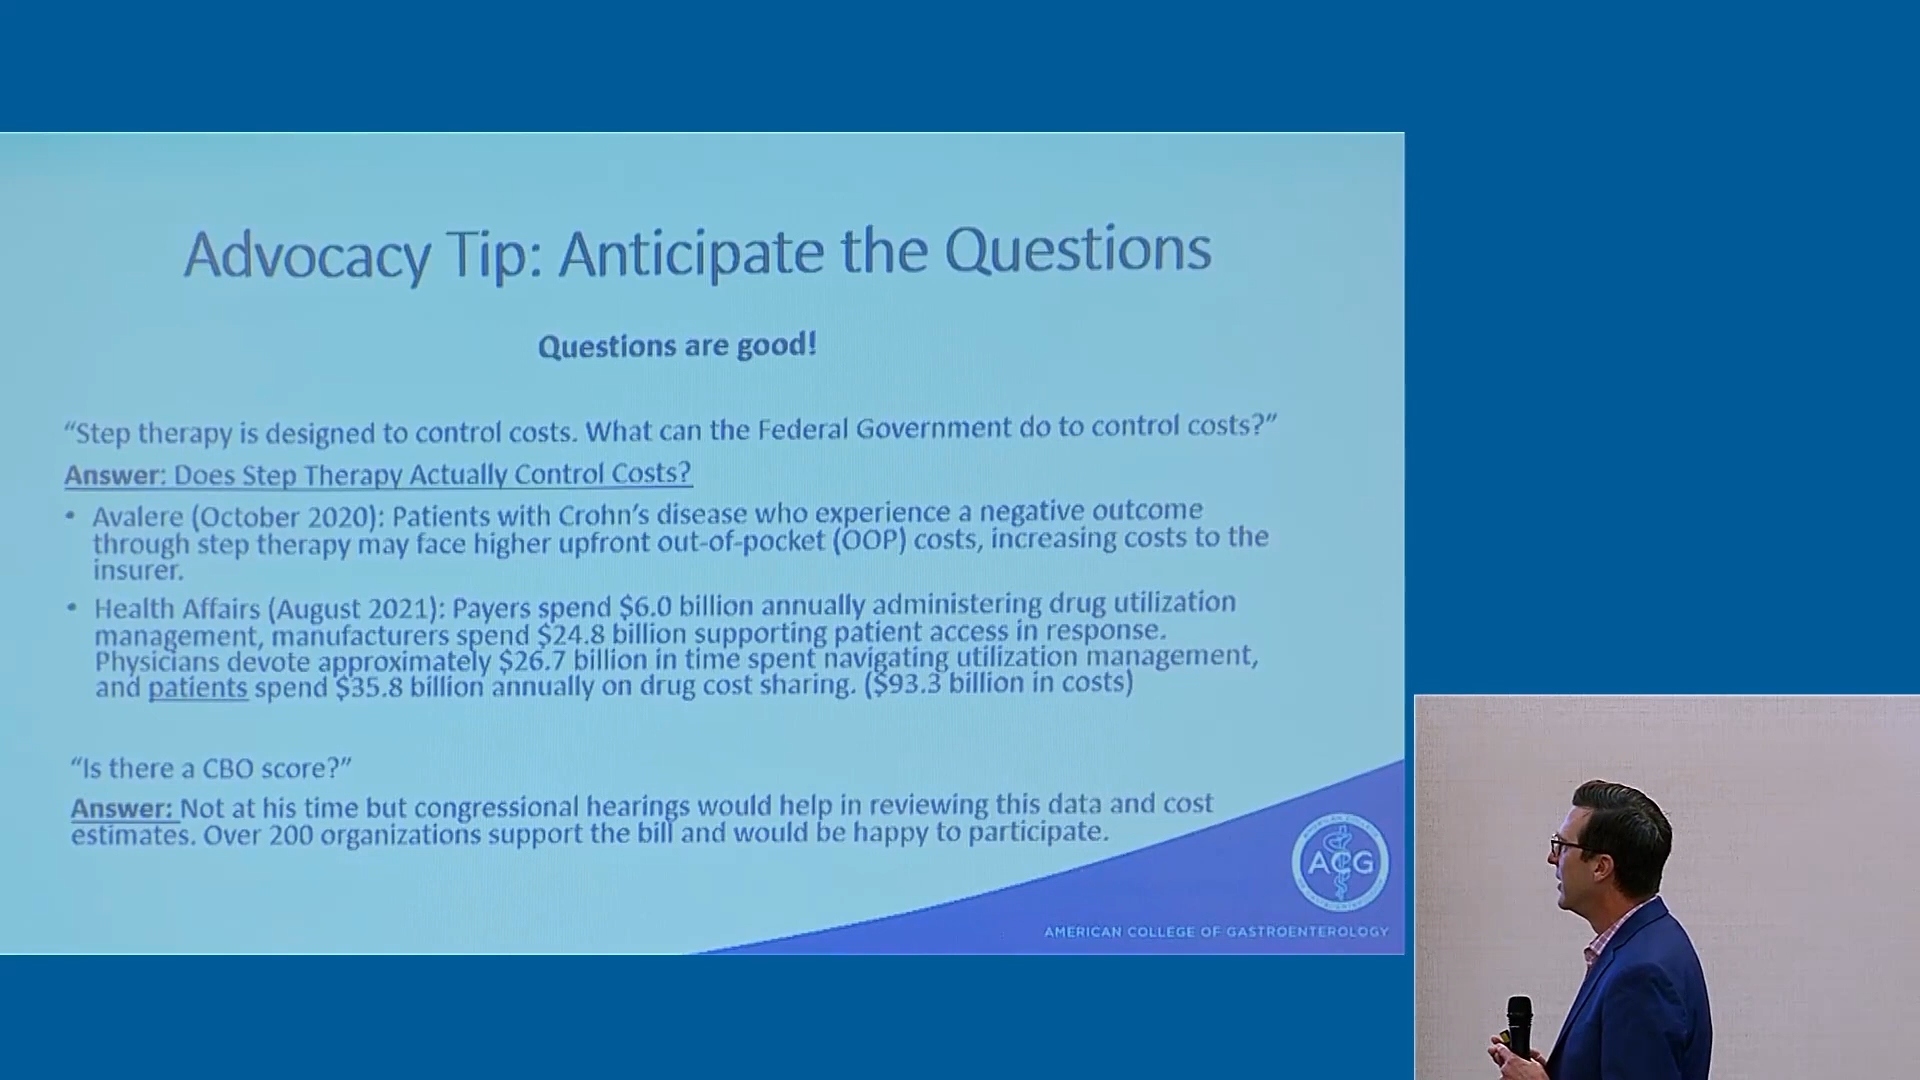 Advocacy Tip: Anticipate the Questions
Questions are good!
“Step therapy is designed to control costs. What can the Federal Government do to control costs?”
Answer: Does Step Therapy Actually Control Costs?
• Avalere (October 2020): Patients with Crohn’s disease who experience a negative outcome
through step therapy may face higher upfront out-of-pocket (OOP) costs, increasing costs to the
insurer.
• Health Affairs (August 2021): Payers spend $6.0 billion annually administering drug utilization
management, manufacturers spend $24.8 billion supporting patient access in response.
Physicians devote approximately $26.7 billion in time spent navigating utilization management,
and patients spend $35.8 billion annually on drug cost sharing. ($93.3 billion in costs)
“Is there a CBO score?”
Answer: Not at his time but congressional hearings would help in reviewing this data and cost
estimates. Over 200 organizations support the bill and would be happy to participate.
ACG
AMERICAN COLLEGE OF GASTROENTEROLOGY